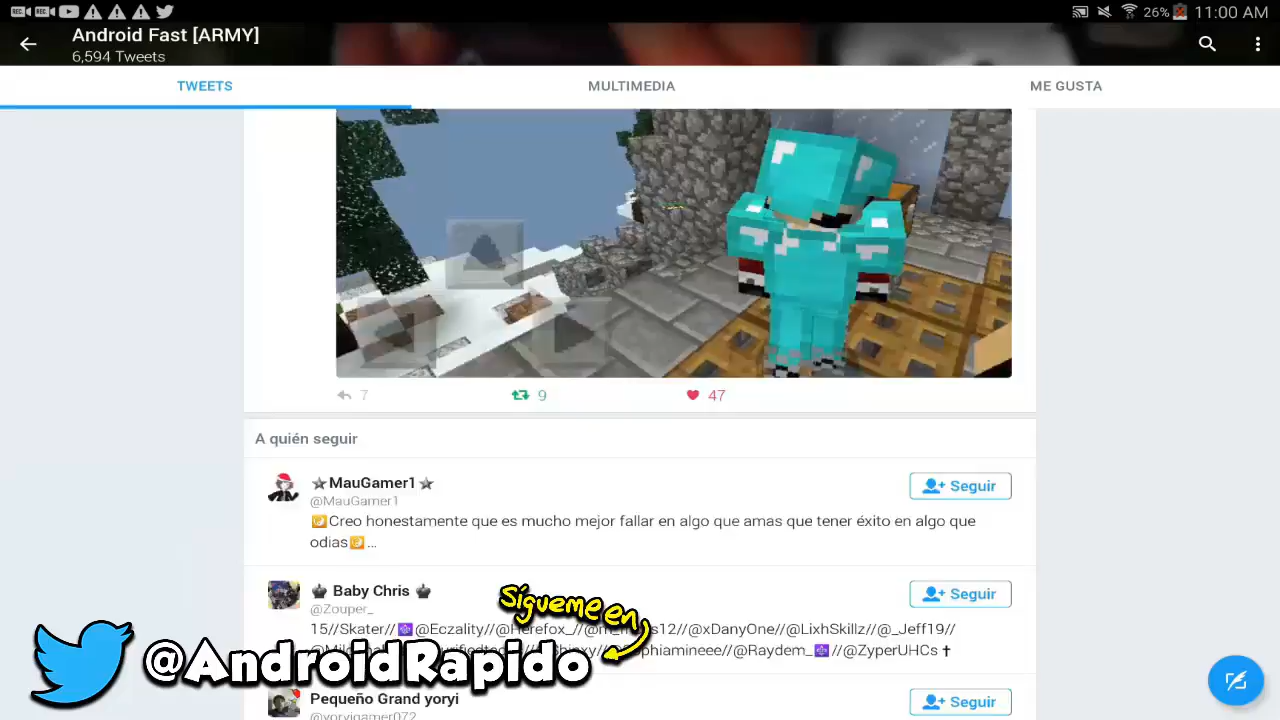 26% 11:00 AM
Android Fast [ARMY]
6,594 Tweets
TWEETS MULTIMEDIA ME GUSTA
7 9 47
A quién seguir
MauGamer1
Seguir
@MauGamer1
Creo honestamente que es mucho mejor fallar en algo que amas que tener éxito en algo que
odias...
Baby Chris
Seguir
@Zouper_
Sígueme en
15//Skater// @Eczality//@Herefox_// //@xDanyOne//@LixhSkillz//@_Jeff19//
//@Raydem_ //@ZyperUHCs
@AndroidRapido
Pequeño Grand yoryi
Seguir
@yoryigamer072